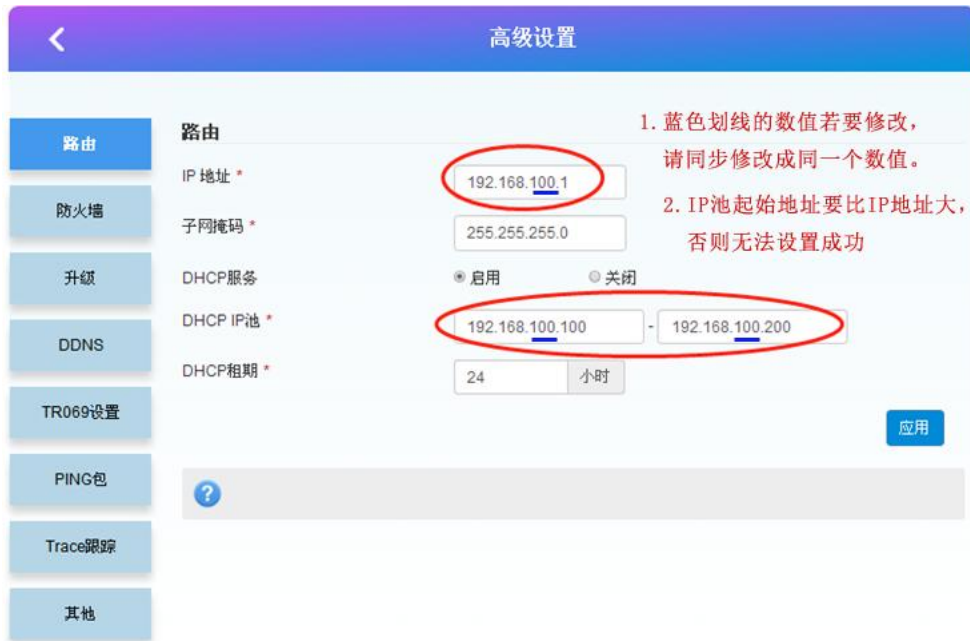 高级设置
路由
防火墙
升级
DDNS
TR069设置
PING包
Trace跟踪
其他
路由
IP 地址 *
192.168.100.1
子网掩码 *
255.255.255.0
DHCP服务
启用
关闭
DHCP IP池 *
192.168.100.100 - 192.168.100.200
DHCP租期 *
24 小时
应用
1. 蓝色划线的数值若要修改，
请同步修改成同一个数值。
2. IP池起始地址要比IP地址大，
否则无法设置成功
?